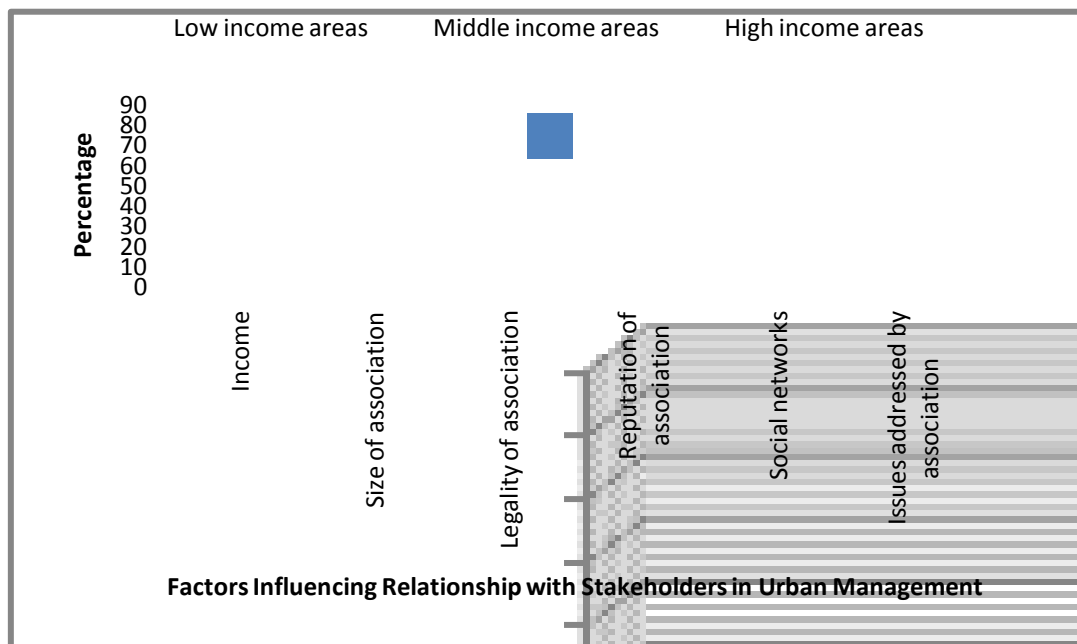 Low income areas Middle income areas High income areas
90
80
70
60
50
40
30
20
10
0
Percentage
Income
Size of association
Legality of association
Reputation of
association
Social networks
Issues addressed by
association
Factors Influencing Relationship with Stakeholders in Urban Management